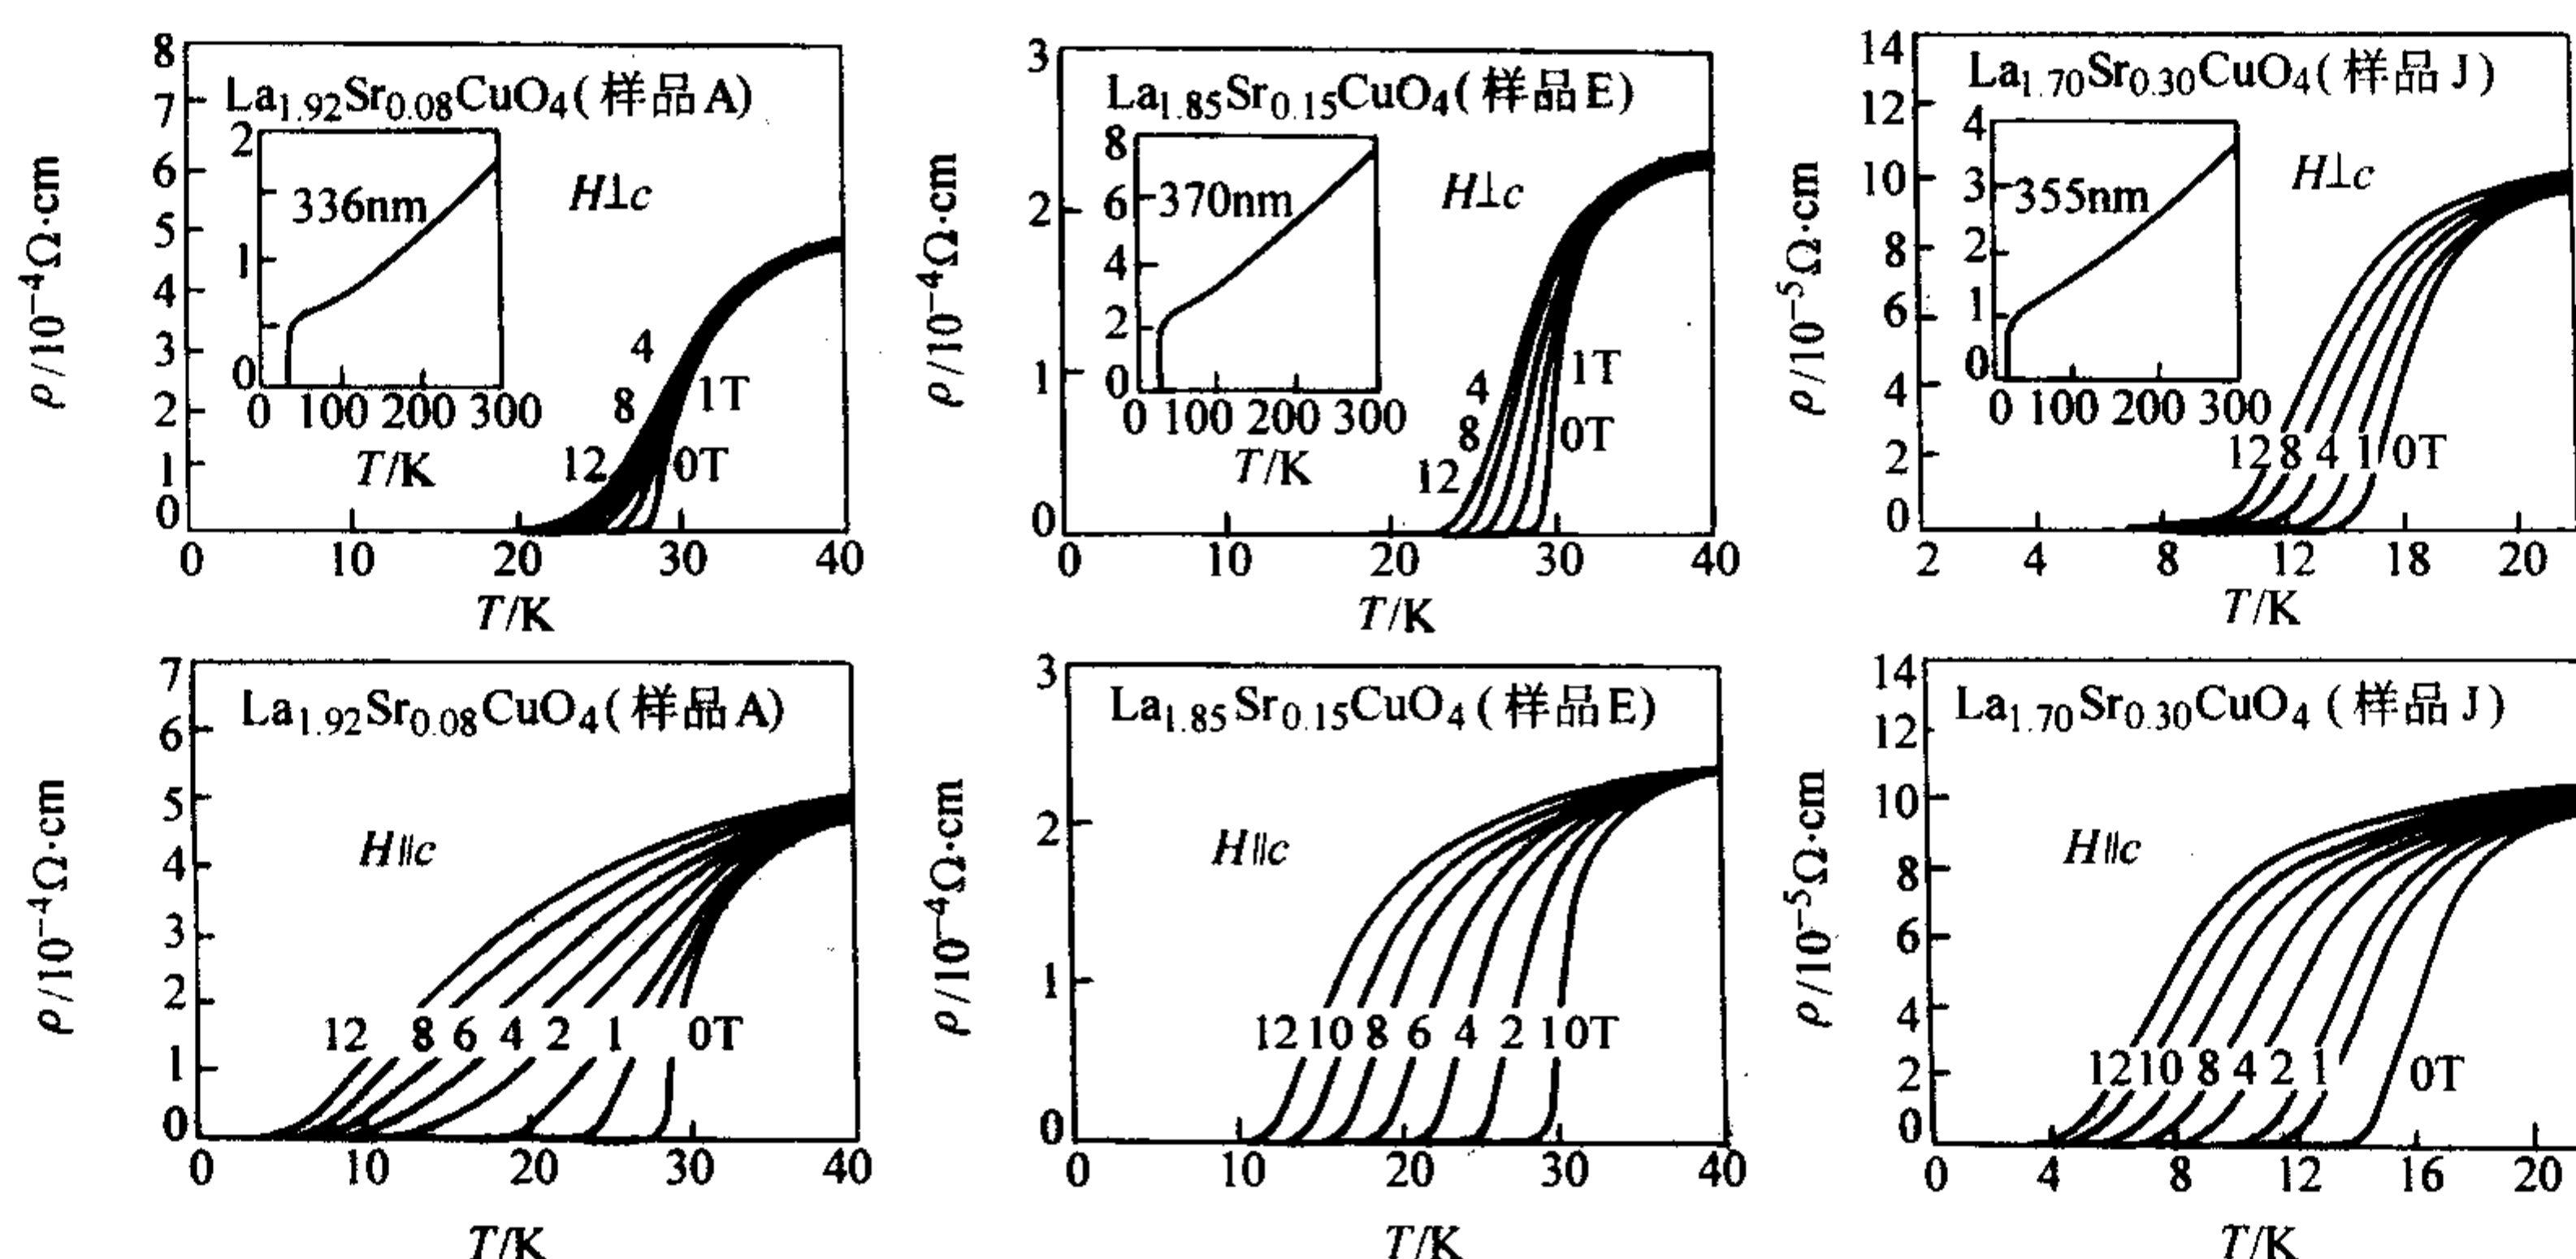 La1.92Sr0.08CuO4(样品A)
ρ/10−4Ω·cm
8
7
6
5
4
3
2
1
0
H⊥c
336nm
2
1
0
0 100 200 300
T/K
4
8
12
1T
0T
0 10 20 30 40
T/K
La1.85Sr0.15CuO4(样品E)
ρ/10−4Ω·cm
3
2
1
0
H⊥c
370nm
8
6
4
2
0
0 100 200 300
T/K
4
8
12
1T
0T
0 10 20 30 40
T/K
La1.70Sr0.30CuO4(样品J)
ρ/10−5Ω·cm
14
12
10
8
6
4
2
0
H⊥c
355nm
4
3
2
1
0
0 100 200 300
12 8 4 1 0T
2 4 8 12 18 20
T/K
La1.92Sr0.08CuO4(样品A)
ρ/10−4Ω·cm
7
6
5
4
3
2
1
0
H∥c
12 8 6 4 2 1 0T
0 10 20 30 40
T/K
La1.85Sr0.15CuO4(样品E)
ρ/10−4Ω·cm
3
2
1
0
H∥c
12 10 8 6 4 2 10T
0 10 20 30 40
T/K
La1.70Sr0.30CuO4(样品J)
ρ/10−5Ω·cm
14
12
10
8
6
4
2
0
H∥c
12 10 8 4 2 1 0T
0 4 8 12 16 20
T/K